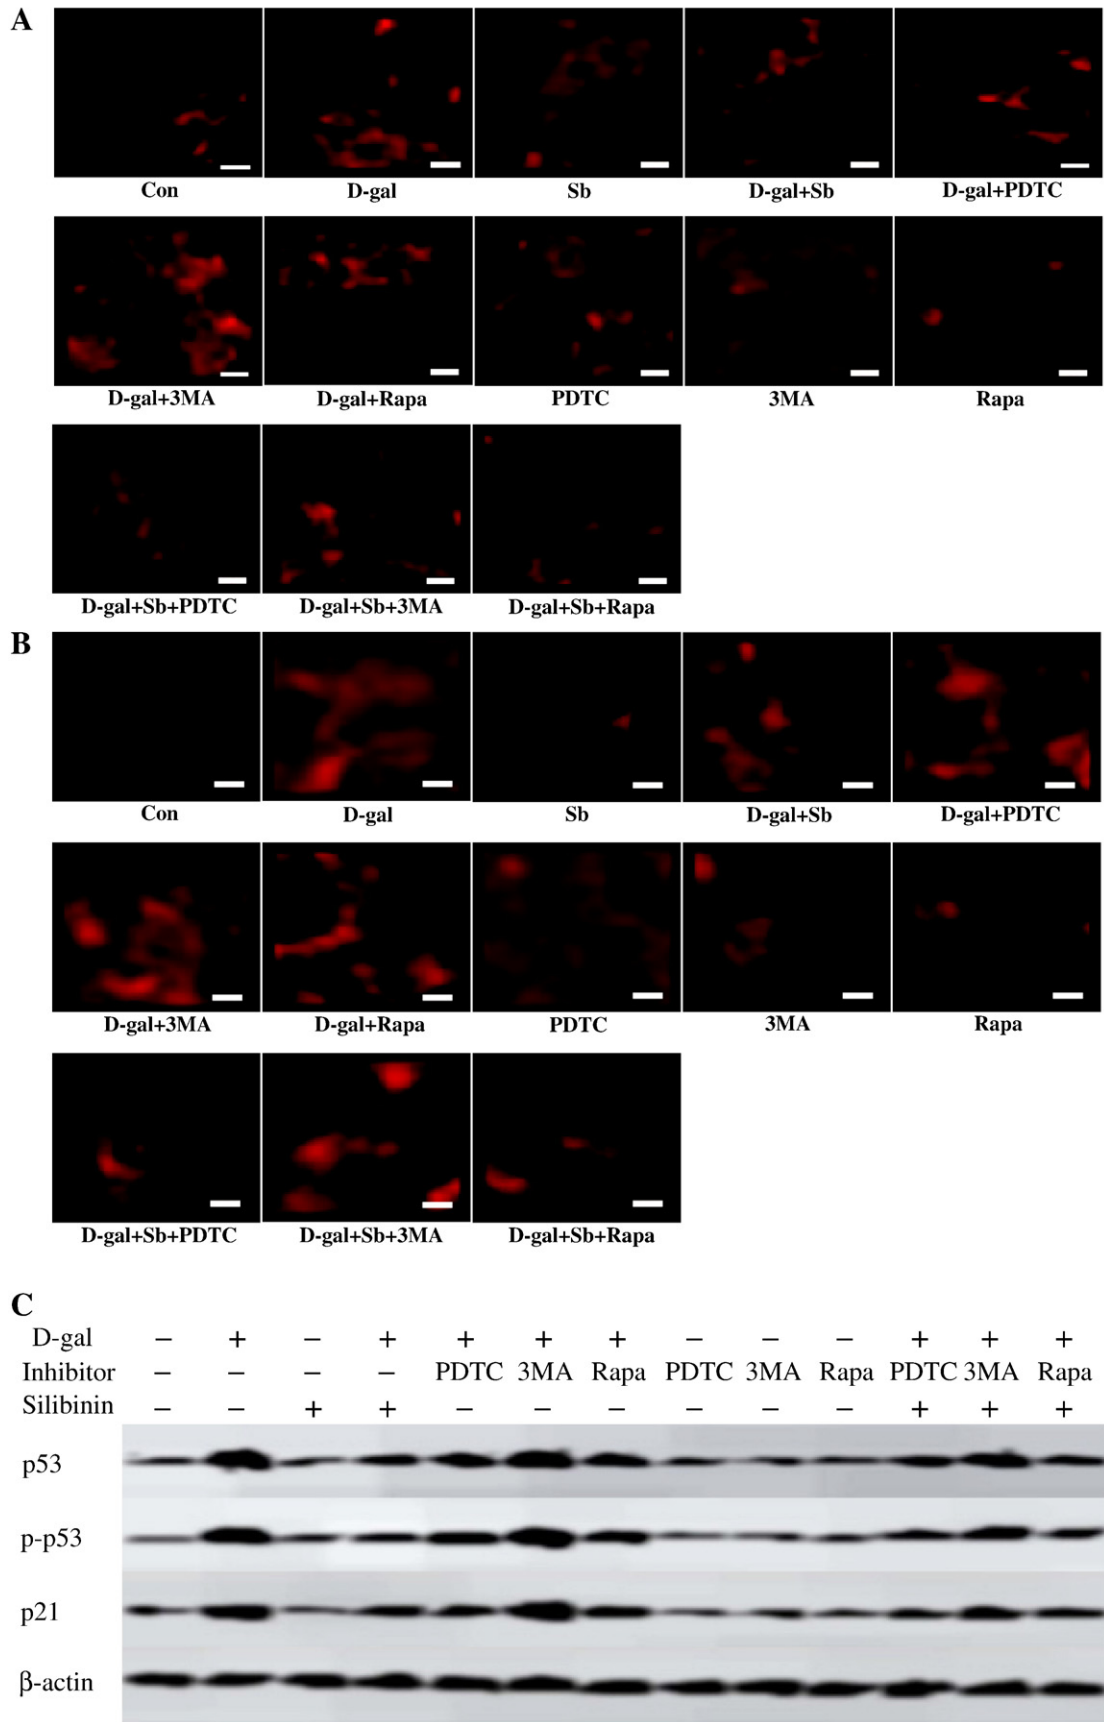 A
Con D-gal Sb D-gal+Sb D-gal+PDTC
D-gal+3MA D-gal+Rapa PDTC 3MA Rapa
D-gal+Sb+PDTC D-gal+Sb+3MA D-gal+Sb+Rapa
B
Con D-gal Sb D-gal+Sb D-gal+PDTC
D-gal+3MA D-gal+Rapa PDTC 3MA Rapa
D-gal+Sb+PDTC D-gal+Sb+3MA D-gal+Sb+Rapa
C
D-gal − + − + + + + − − − + + +
Inhibitor − − − − PDTC 3MA Rapa PDTC 3MA Rapa PDTC 3MA Rapa
Silibinin − − + + − − − − − − + + +
p53
p-p53
p21
β-actin